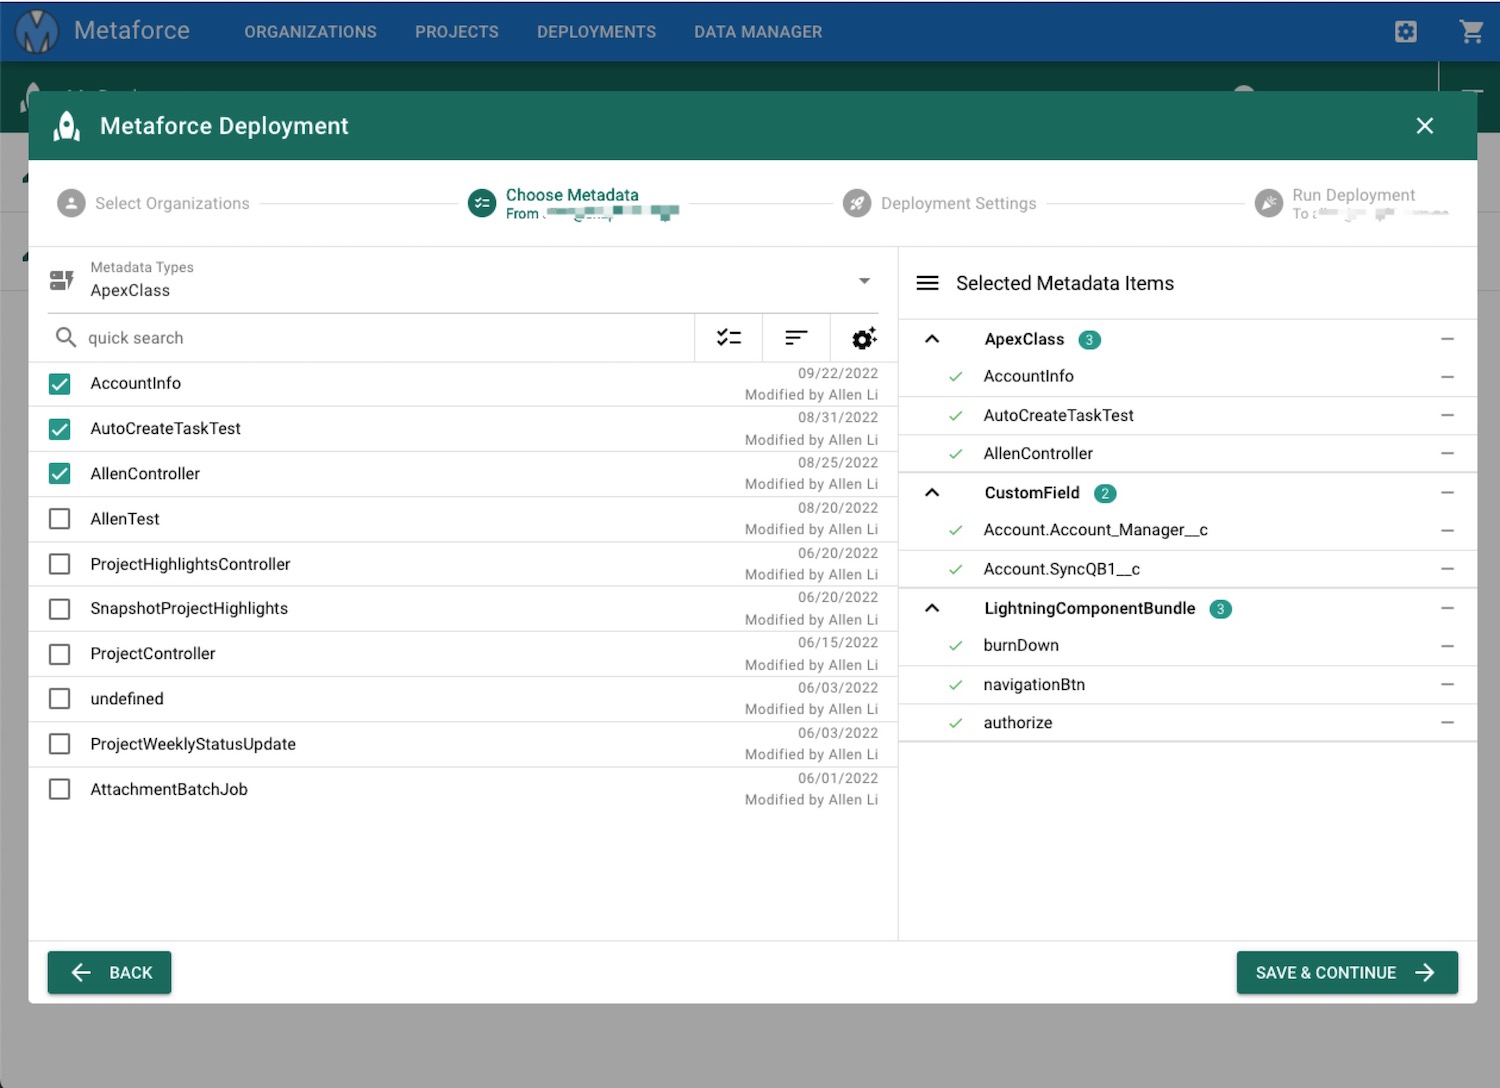 Metaforce
ORGANIZATIONS
PROJECTS
DEPLOYMENTS
DATA MANAGER
Metaforce Deployment
Select Organizations
Choose Metadata
From
Deployment Settings
Run Deployment
To
Metadata Types
ApexClass
quick search
AccountInfo
09/22/2022
Modified by Allen Li
AutoCreateTaskTest
08/31/2022
Modified by Allen Li
AllenController
08/25/2022
Modified by Allen Li
AllenTest
08/20/2022
Modified by Allen Li
ProjectHighlightsController
06/20/2022
Modified by Allen Li
SnapshotProjectHighlights
06/20/2022
Modified by Allen Li
ProjectController
06/15/2022
Modified by Allen Li
undefined
06/03/2022
Modified by Allen Li
ProjectWeeklyStatusUpdate
06/03/2022
Modified by Allen Li
AttachmentBatchJob
06/01/2022
Modified by Allen Li
Selected Metadata Items
ApexClass 3
AccountInfo
AutoCreateTaskTest
AllenController
CustomField 2
Account.Account_Manager__c
Account.SyncQB1__c
LightningComponentBundle 3
burnDown
navigationBtn
authorize
BACK
SAVE & CONTINUE